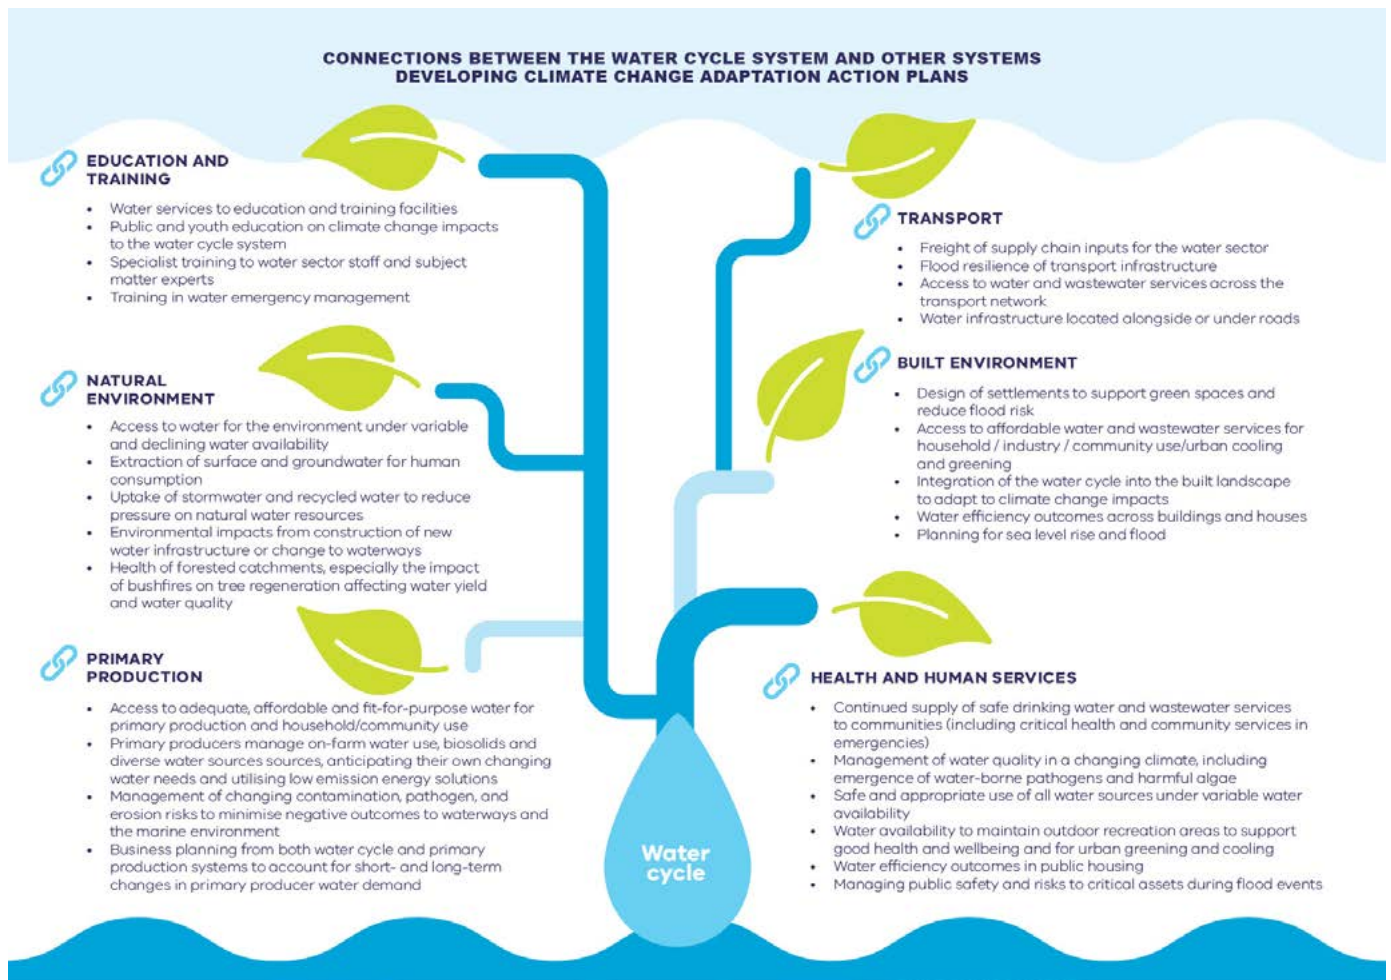 CONNECTIONS BETWEEN THE WATER CYCLE SYSTEM AND OTHER SYSTEMS
DEVELOPING CLIMATE CHANGE ADAPTATION ACTION PLANS
EDUCATION AND
TRAINING
• Water services to education and training facilities
• Public and youth education on climate change impacts
to the water cycle system
• Specialist training to water sector staff and subject
matter experts
• Training in water emergency management
NATURAL
ENVIRONMENT
• Access to water for the environment under variable
and declining water availability
• Extraction of surface and groundwater for human
consumption
• Uptake of stormwater and recycled water to reduce
pressure on natural water resources
• Environmental impacts from construction of new
water infrastructure or change to waterways
• Health of forested catchments, especially the impact
of bushfires on tree regeneration affecting water yield
and water quality
PRIMARY
PRODUCTION
• Access to adequate, affordable and fit-for-purpose water for
primary production and household/community use
• Primary producers manage on-farm water use, biosolids and
diverse water sources sources, anticipating their own changing
water needs and utilising low emission energy solutions
• Management of changing contamination, pathogen, and
erosion risks to minimise negative outcomes to waterways and
the marine environment
• Business planning from both water cycle and primary
production systems to account for short- and long-term
changes in primary producer water demand
TRANSPORT
• Freight of supply chain inputs for the water sector
• Flood resilience of transport infrastructure
• Access to water and wastewater services across the
transport network
• Water infrastructure located alongside or under roads
BUILT ENVIRONMENT
• Design of settlements to support green spaces and
reduce flood risk
• Access to affordable water and wastewater services for
household / industry / community use/urban cooling
and greening
• Integration of the water cycle into the built landscape
to adapt to climate change impacts
• Water efficiency outcomes across buildings and houses
• Planning for sea level rise and flood
HEALTH AND HUMAN SERVICES
• Continued supply of safe drinking water and wastewater services
to communities (including critical health and community services in
emergencies)
• Management of water quality in a changing climate, including
emergence of water-borne pathogens and harmful algae
• Safe and appropriate use of all water sources under variable water
availability
• Water availability to maintain outdoor recreation areas to support
good health and wellbeing and for urban greening and cooling
• Water efficiency outcomes in public housing
• Managing public safety and risks to critical assets during flood events
Water
cycle